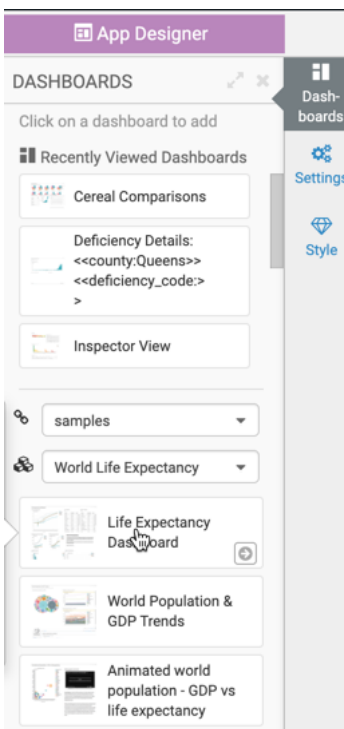 App Designer
DASHBOARDS
Click on a dashboard to add
Recently Viewed Dashboards
Cereal Comparisons
Deficiency Details:
<<county:Queens>>
<<deficiency_code:>
>
Inspector View
samples
World Life Expectancy
Life Expectancy
Dashboard
World Population &
GDP Trends
Animated world
population - GDP vs
life expectancy
Dash-
boards
Settings
Style